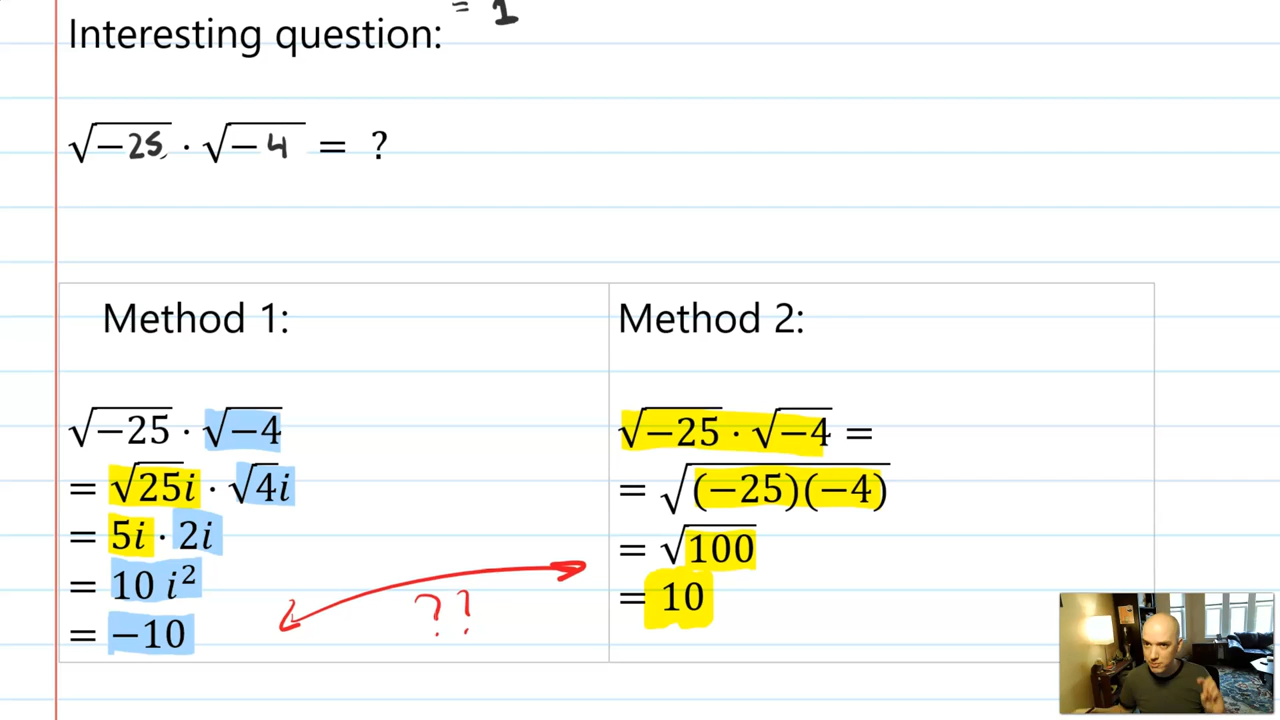 = 1
Interesting question:
√−25 · √−4 = ?
Method 1:
√−25 · √−4
= √25i · √4i
= 5i · 2i
= 10 i²
= −10
??
Method 2:
√−25 · √−4 =
= √(−25)(−4)
= √100
= 10